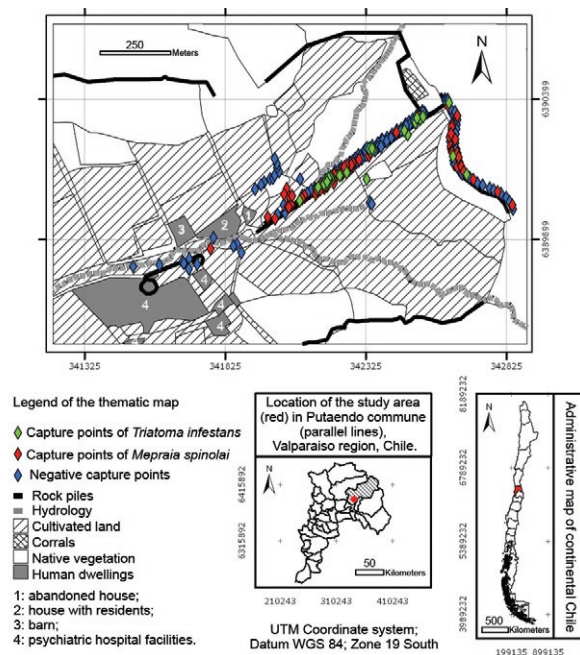 250
Meters
N
6390399
6389899
1
2
3
4
4
4
4
341325 341825 342325 342825
Legend of the thematic map
Capture points of Triatoma infestans
Capture points of Mepraia spinolai
Negative capture points
Rock piles
Hydrology
Cultivated land
Corrals
Native vegetation
Human dwellings
1: abandoned house;
2: house with residents;
3: barn;
4: psychiatric hospital facilities.
Location of the study area
(red) in Putaendo commune
(parallel lines),
Valparaiso region, Chile.
N
6415892
6315892
50
Kilometers
210243 310243 410243
UTM Coordinate system;
Datum WGS 84; Zone 19 South
8189232
6789232
5389232
3989232
N
500
Kilometers
199135 899135
Administrative map of continental Chile